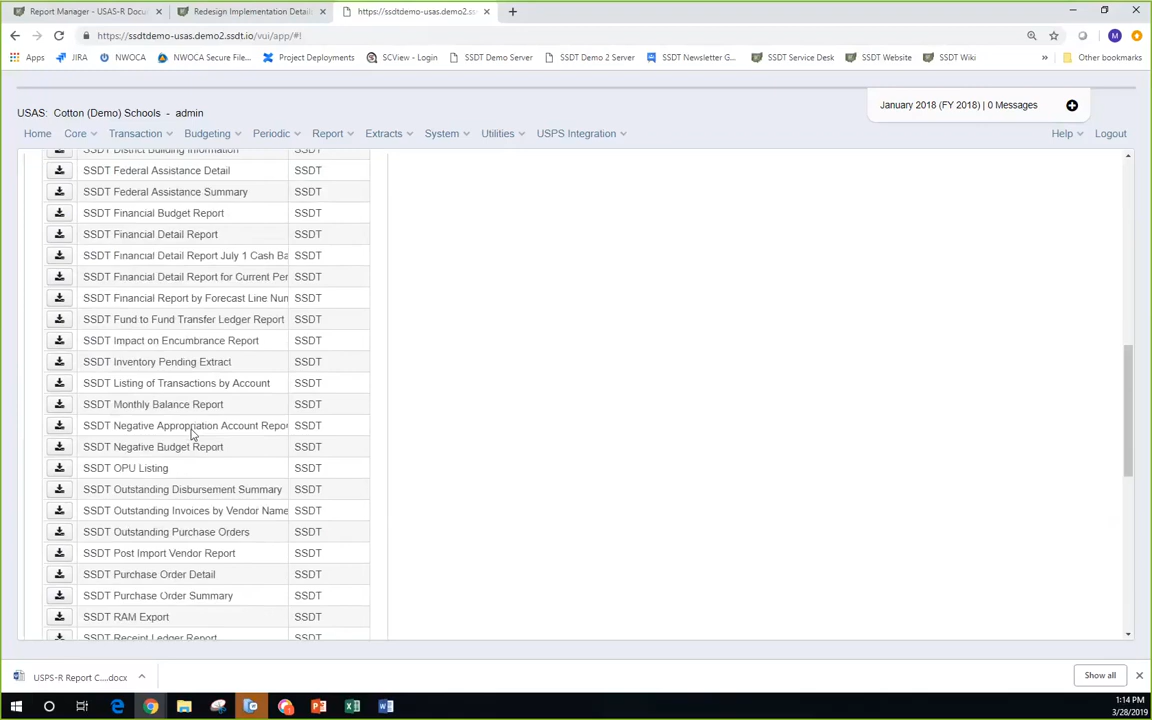 Report Manager - USAS-R Docu
Redesign Implementation Detail
https://ssdtdemo-usas.demo2.ss
https://ssdtdemo-usas.demo2.ssdt.io/vui/app/#!
M
Apps JIRA NWOCA NWOCA Secure File... Project Deployments SCView - Login SSDT Demo Server SSDT Demo 2 Server SSDT Newsletter G... SSDT Service Desk SSDT Website SSDT Wiki » Other bookmarks
USAS: Cotton (Demo) Schools - admin
January 2018 (FY 2018) | 0 Messages
Home Core Transaction Budgeting Periodic Report Extracts System Utilities USPS Integration Help Logout
SSDT District Building Information SSDT
SSDT Federal Assistance Detail SSDT
SSDT Federal Assistance Summary SSDT
SSDT Financial Budget Report SSDT
SSDT Financial Detail Report SSDT
SSDT Financial Detail Report July 1 Cash Ba SSDT
SSDT Financial Detail Report for Current Per SSDT
SSDT Financial Report by Forecast Line Num SSDT
SSDT Fund to Fund Transfer Ledger Report SSDT
SSDT Impact on Encumbrance Report SSDT
SSDT Inventory Pending Extract SSDT
SSDT Listing of Transactions by Account SSDT
SSDT Monthly Balance Report SSDT
SSDT Negative Appropriation Account Repor SSDT
SSDT Negative Budget Report SSDT
SSDT OPU Listing SSDT
SSDT Outstanding Disbursement Summary SSDT
SSDT Outstanding Invoices by Vendor Name SSDT
SSDT Outstanding Purchase Orders SSDT
SSDT Post Import Vendor Report SSDT
SSDT Purchase Order Detail SSDT
SSDT Purchase Order Summary SSDT
SSDT RAM Export SSDT
SSDT Receipt Ledger Report SSDT
USPS-R Report C....docx
Show all
1:14 PM
3/28/2019